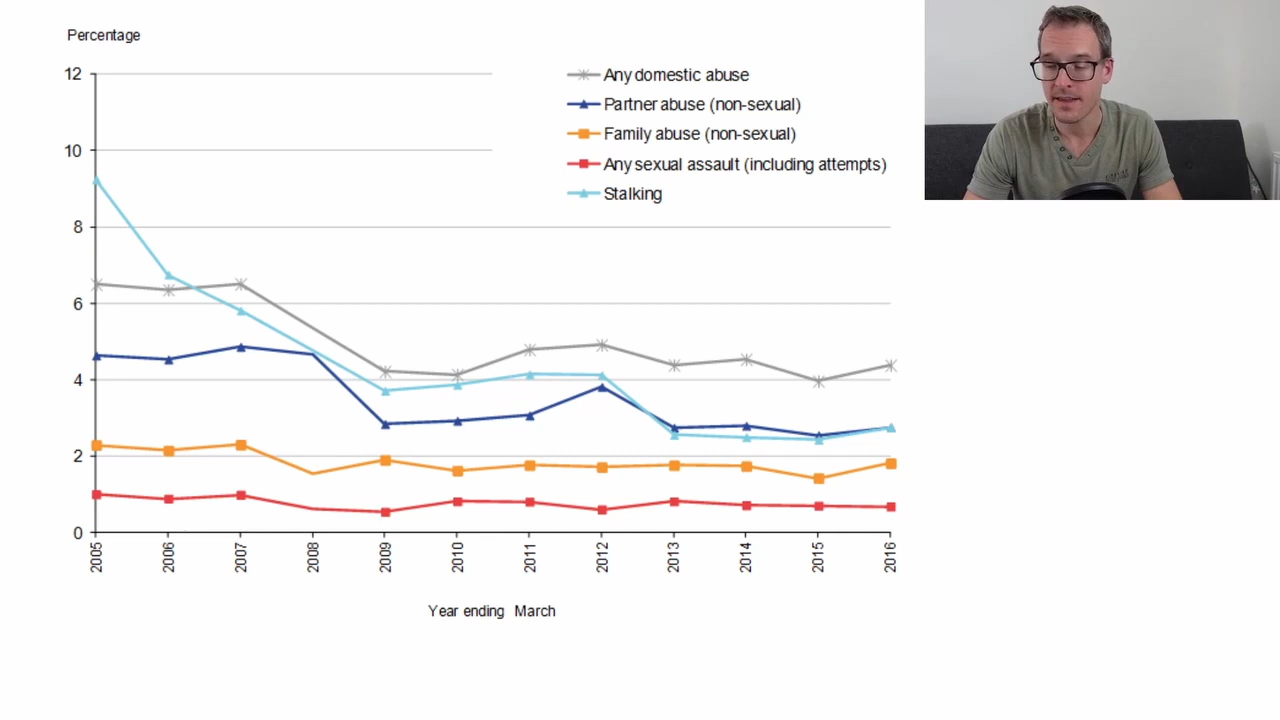 Percentage
12
10
8
6
4
2
0
Any domestic abuse
Partner abuse (non-sexual)
Family abuse (non-sexual)
Any sexual assault (including attempts)
Stalking
2005
2006
2007
2008
2009
2010
2011
2012
2013
2014
2015
2016
Year ending March